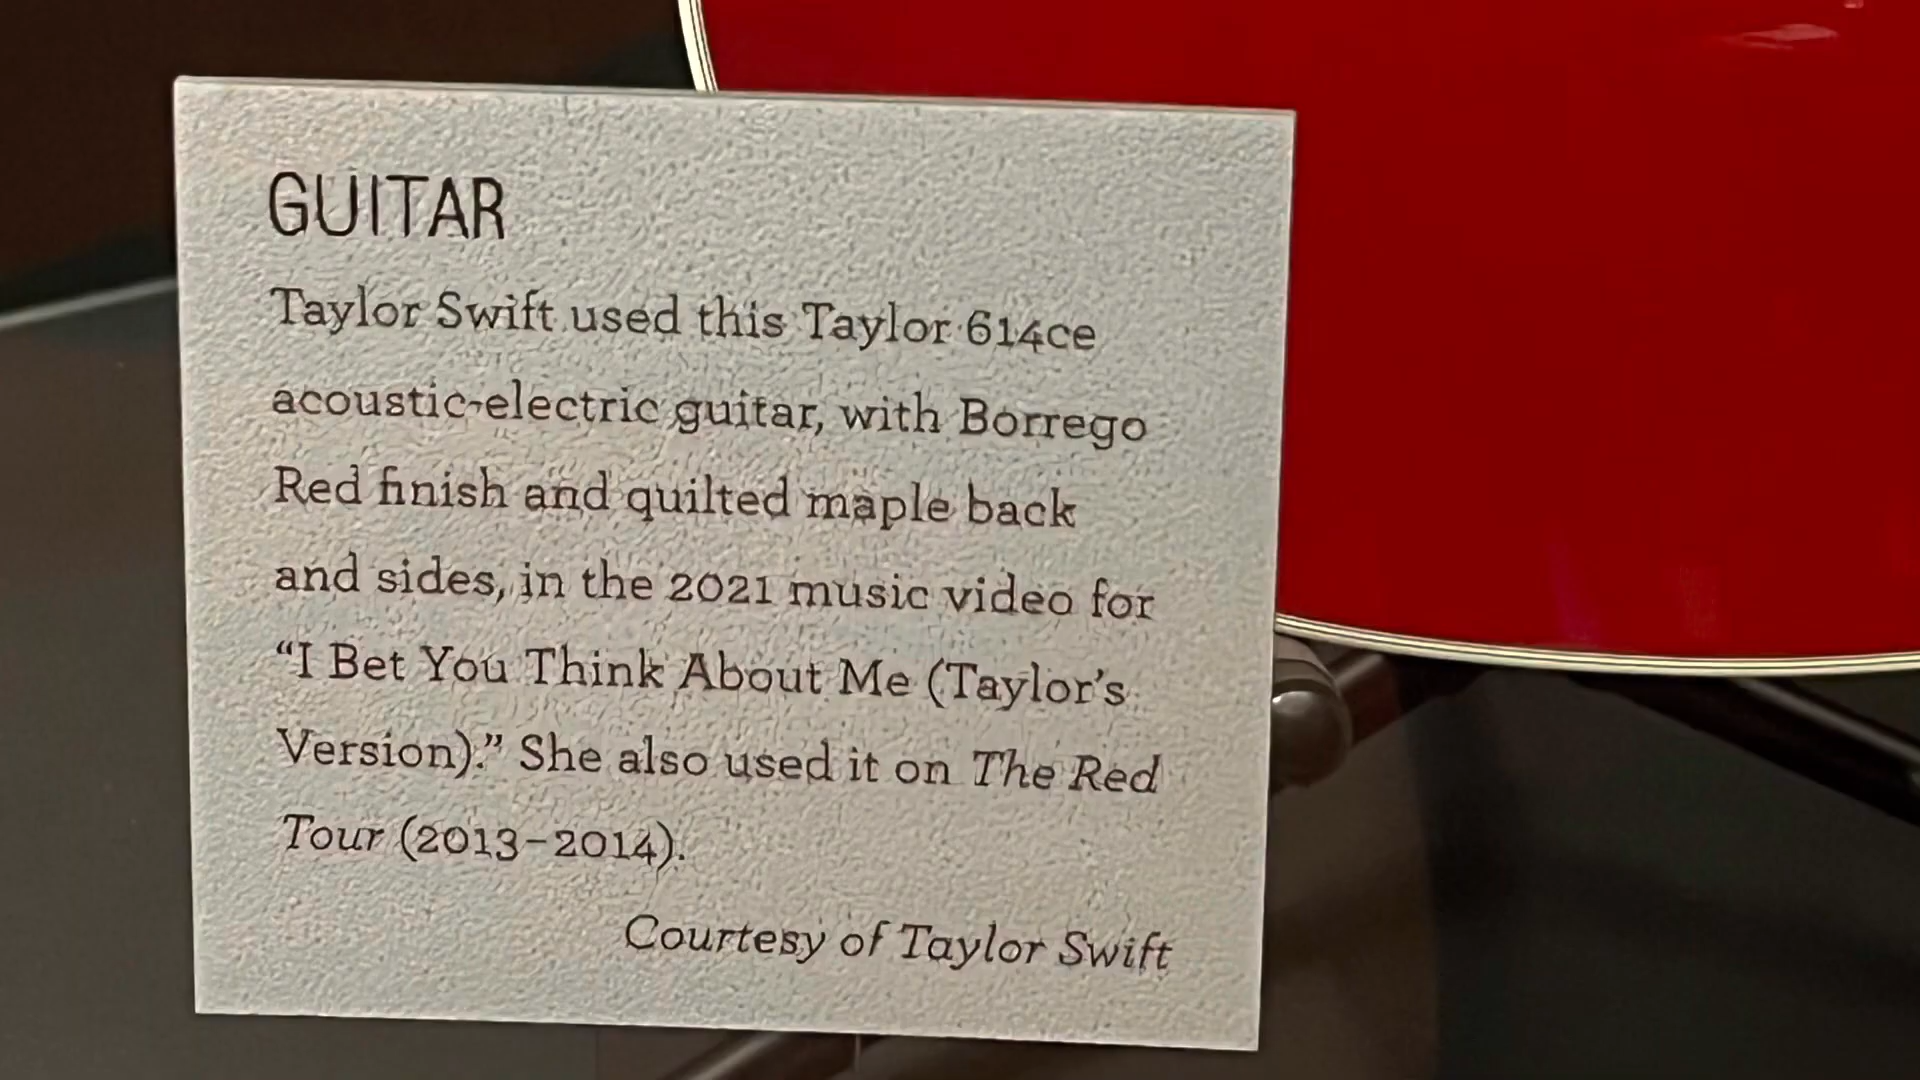 GUITAR
Taylor Swift used this Taylor 614ce
acoustic-electric guitar, with Borrego
Red finish and quilted maple back
and sides, in the 2021 music video for
“I Bet You Think About Me (Taylor’s
Version).” She also used it on The Red
Tour (2013–2014).
Courtesy of Taylor Swift